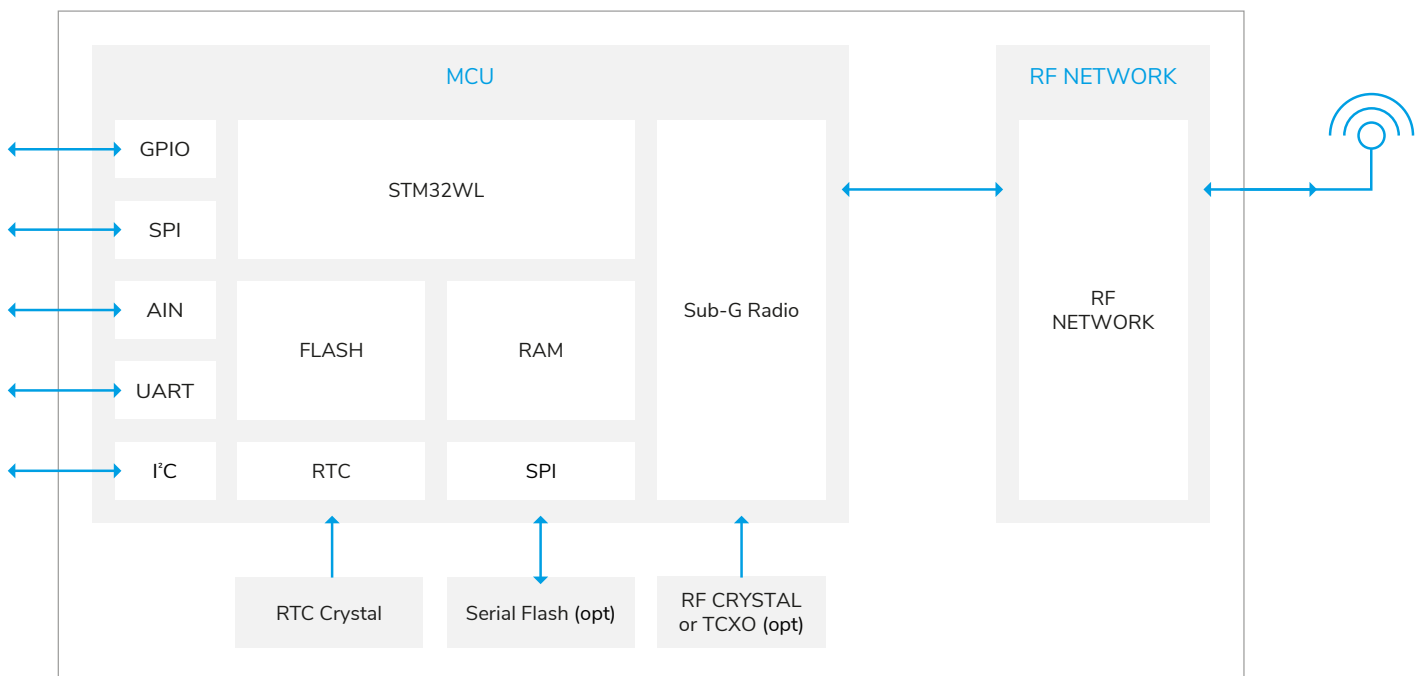 MCU
RF NETWORK
GPIO
STM32WL
SPI
AIN
Sub-G Radio
RF
NETWORK
FLASH
RAM
UART
I²C
RTC
SPI
RTC Crystal
Serial Flash (opt)
RF CRYSTAL
or TCXO (opt)